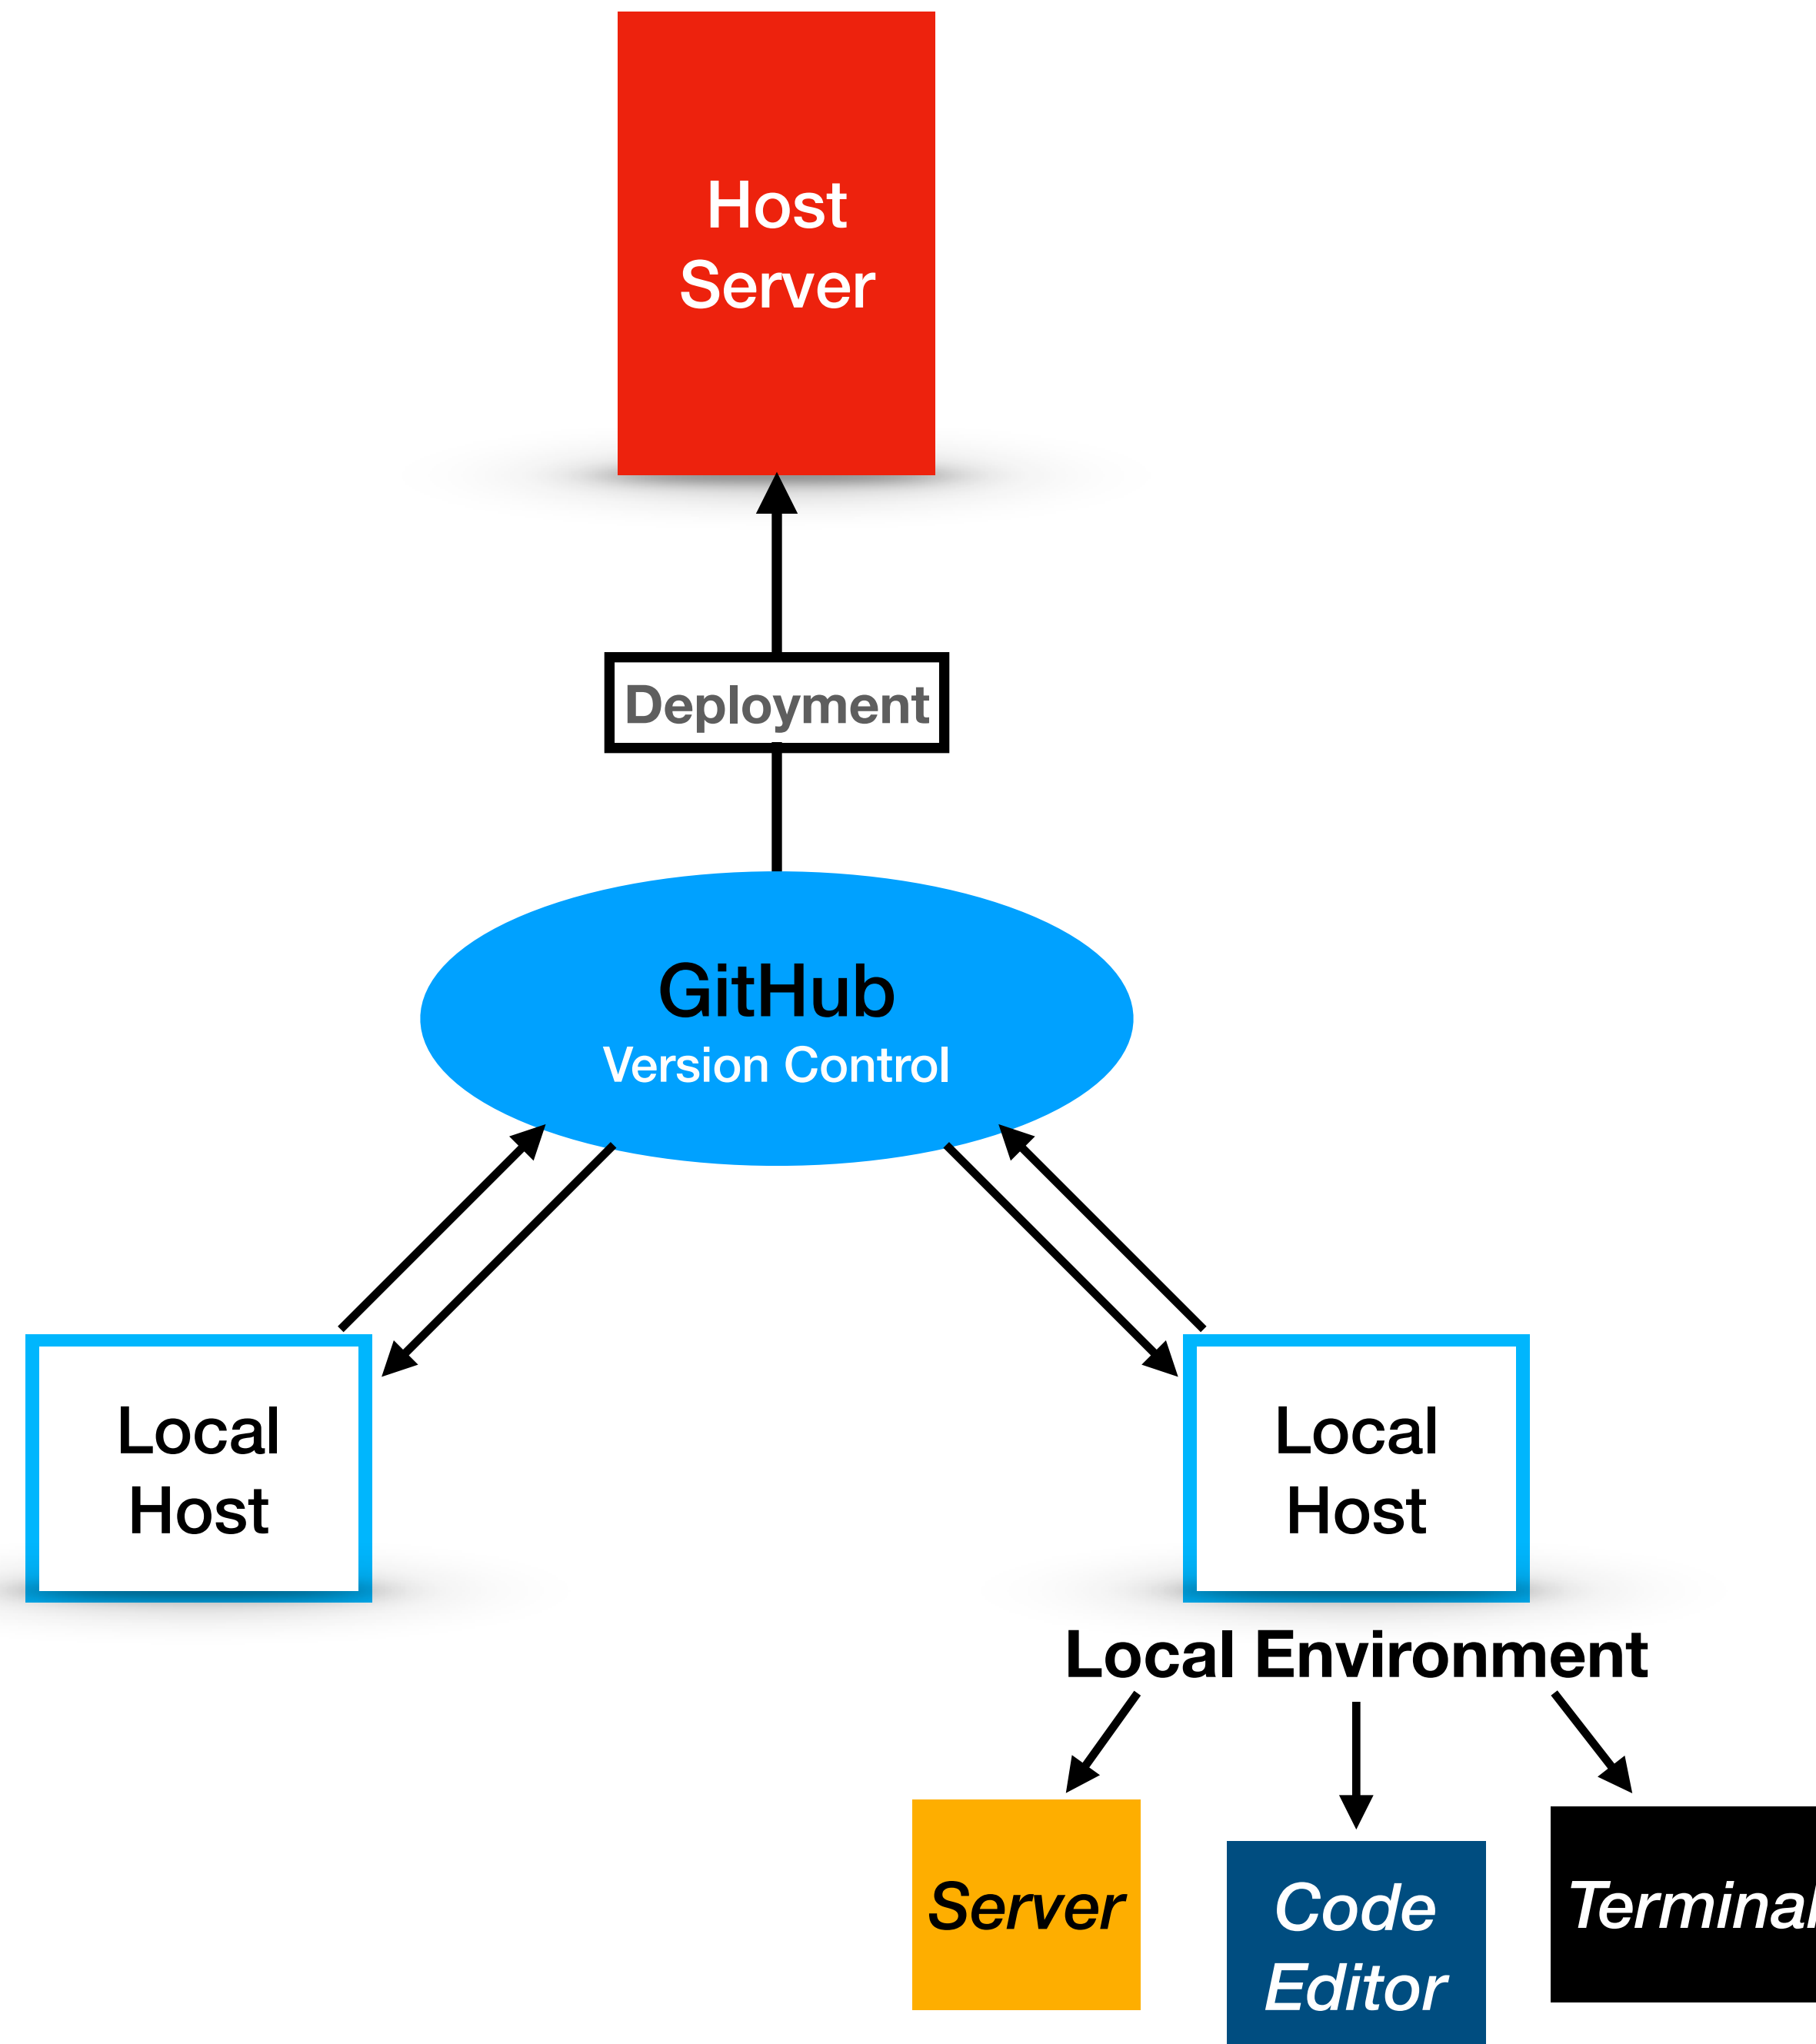 Host
Server
Deployment
GitHub
Version Control
Local
Host
Local
Host
Local Environment
Server
Code
Editor
Terminal